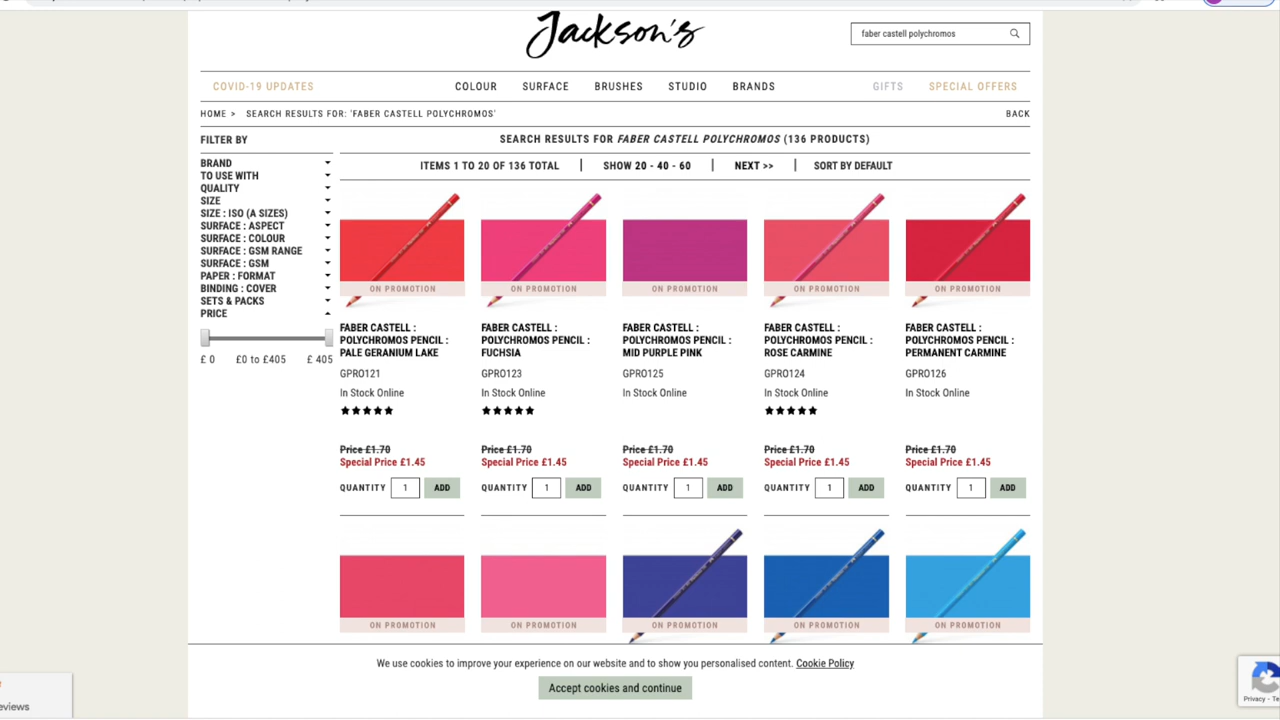 Jackson's
faber castell polychromos
COVID-19 UPDATES
COLOUR
SURFACE
BRUSHES
STUDIO
BRANDS
GIFTS
SPECIAL OFFERS
HOME > SEARCH RESULTS FOR: 'FABER CASTELL POLYCHROMOS'
BACK
FILTER BY
BRAND
TO USE WITH
QUALITY
SIZE
SIZE : ISO (A SIZES)
SURFACE : ASPECT
SURFACE : COLOUR
SURFACE : GSM RANGE
SURFACE : GSM
PAPER : FORMAT
BINDING : COVER
SETS & PACKS
PRICE
£ 0 £0 to £405 £ 405
SEARCH RESULTS FOR FABER CASTELL POLYCHROMOS (136 PRODUCTS)
ITEMS 1 TO 20 OF 136 TOTAL | SHOW 20 - 40 - 60 | NEXT >> | SORT BY DEFAULT
ON PROMOTION
FABER CASTELL :
POLYCHROMOS PENCIL :
PALE GERANIUM LAKE
GPRO121
In Stock Online
★★★★★
Price £1.70
Special Price £1.45
QUANTITY 1 ADD
ON PROMOTION
FABER CASTELL :
POLYCHROMOS PENCIL :
FUCHSIA
GPRO123
In Stock Online
★★★★★
Price £1.70
Special Price £1.45
QUANTITY 1 ADD
ON PROMOTION
FABER CASTELL :
POLYCHROMOS PENCIL :
MID PURPLE PINK
GPRO125
In Stock Online
Price £1.70
Special Price £1.45
QUANTITY 1 ADD
ON PROMOTION
FABER CASTELL :
POLYCHROMOS PENCIL :
ROSE CARMINE
GPRO124
In Stock Online
★★★★★
Price £1.70
Special Price £1.45
QUANTITY 1 ADD
ON PROMOTION
FABER CASTELL :
POLYCHROMOS PENCIL :
PERMANENT CARMINE
GPRO126
In Stock Online
Price £1.70
Special Price £1.45
QUANTITY 1 ADD
ON PROMOTION
ON PROMOTION
ON PROMOTION
ON PROMOTION
ON PROMOTION
We use cookies to improve your experience on our website and to show you personalised content. Cookie Policy
Accept cookies and continue
eviews
Privacy - Te